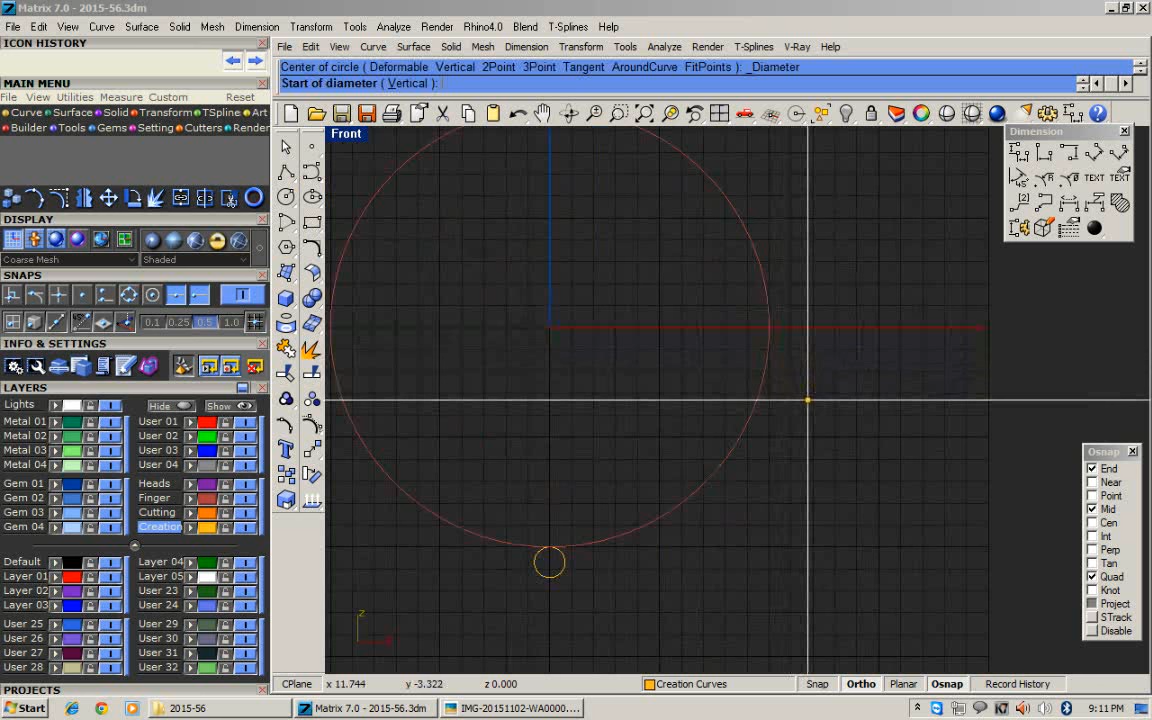 Matrix 7.0 - 2015-56.3dm
File Edit View Curve Surface Solid Mesh Dimension Transform Tools Analyze Render Rhino4.0 Blend T-Splines Help
ICON HISTORY
MAIN MENU
File View Utilities Measure Custom Reset
Curve Surface Solid Transform TSpline Art
Builder Tools Gems Setting Cutters Render
DISPLAY
Coarse Mesh Shaded
SNAPS
0.1 0.25 0.5 1.0
INFO & SETTINGS
LAYERS
Lights Hide Show
Metal 01 User 01
Metal 02 User 02
Metal 03 User 03
Metal 04 User 04
Gem 01 Heads
Gem 02 Finger
Gem 03 Cutting
Gem 04 Creation
Default Layer 04
Layer 01 Layer 05
Layer 02 User 23
Layer 03 User 24
User 25 User 29
User 26 User 30
User 27 User 31
User 28 User 32
PROJECTS
File Edit View Curve Surface Solid Mesh Dimension Transform Tools Analyze Render T-Splines V-Ray Help
Center of circle ( Deformable Vertical 2Point 3Point Tangent AroundCurve FitPoints ): _Diameter
Start of diameter ( Vertical ):
Front
z
Dimension
45°
TEXT TEXT
[2]
Osnap
End
Near
Point
Mid
Cen
Int
Perp
Tan
Quad
Knot
Project
STrack
Disable
CPlane x 11.744 y -3.322 z 0.000 Creation Curves Snap Ortho Planar Osnap Record History
Start 2015-56 Matrix 7.0 - 2015-56.3d... IMG-20151102-WA0000.... 9:11 PM